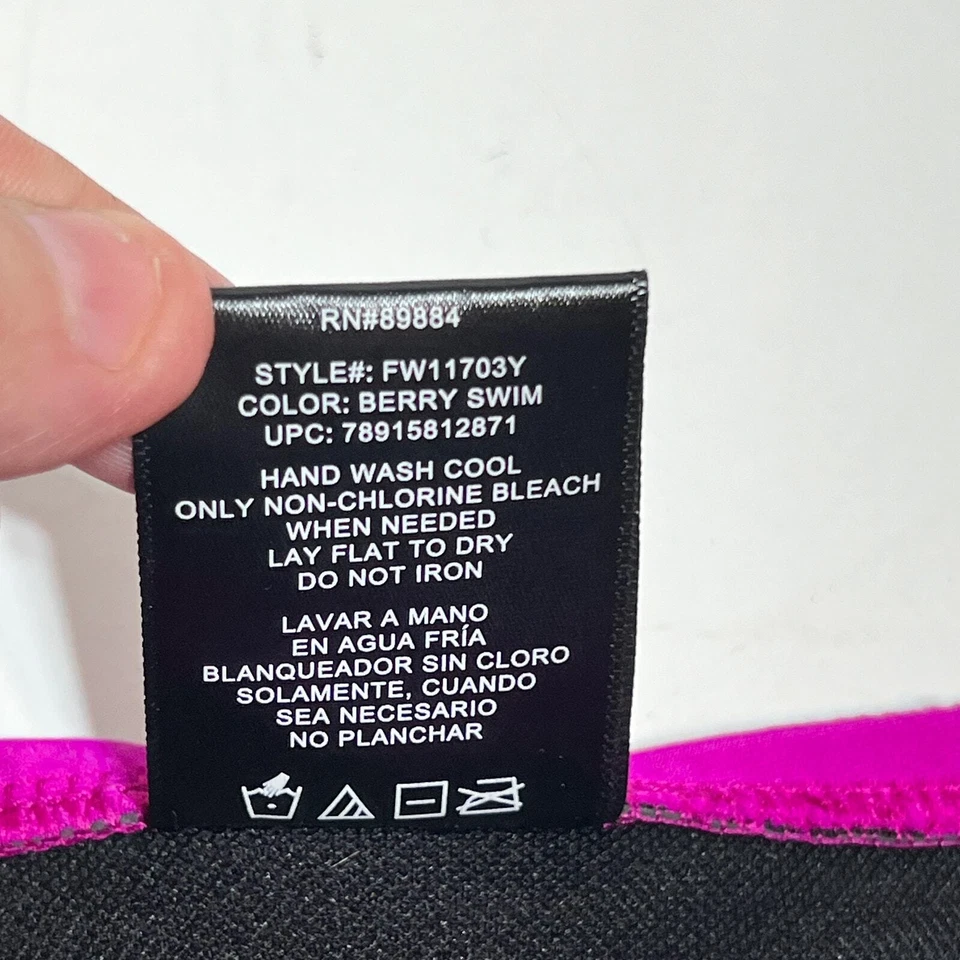 RN#89884
STYLE#: FW11703Y
COLOR: BERRY SWIM
UPC: 78915812871
HAND WASH COOL
ONLY NON-CHLORINE BLEACH
WHEN NEEDED
LAY FLAT TO DRY
DO NOT IRON
LAVAR A MANO
EN AGUA FRÍA
BLANQUEADOR SIN CLORO
SOLAMENTE, CUANDO
SEA NECESARIO
NO PLANCHAR